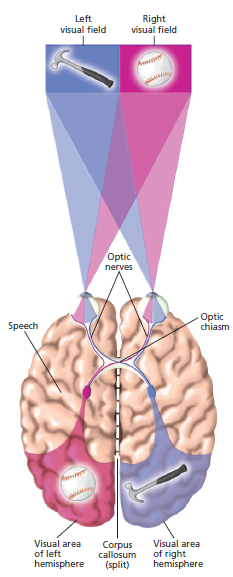 Left
visual field
Right
visual field
Optic
nerves
Optic
chiasm
Speech
Visual area
of left
hemisphere
Corpus
callosum
(split)
Visual area
of right
hemisphere